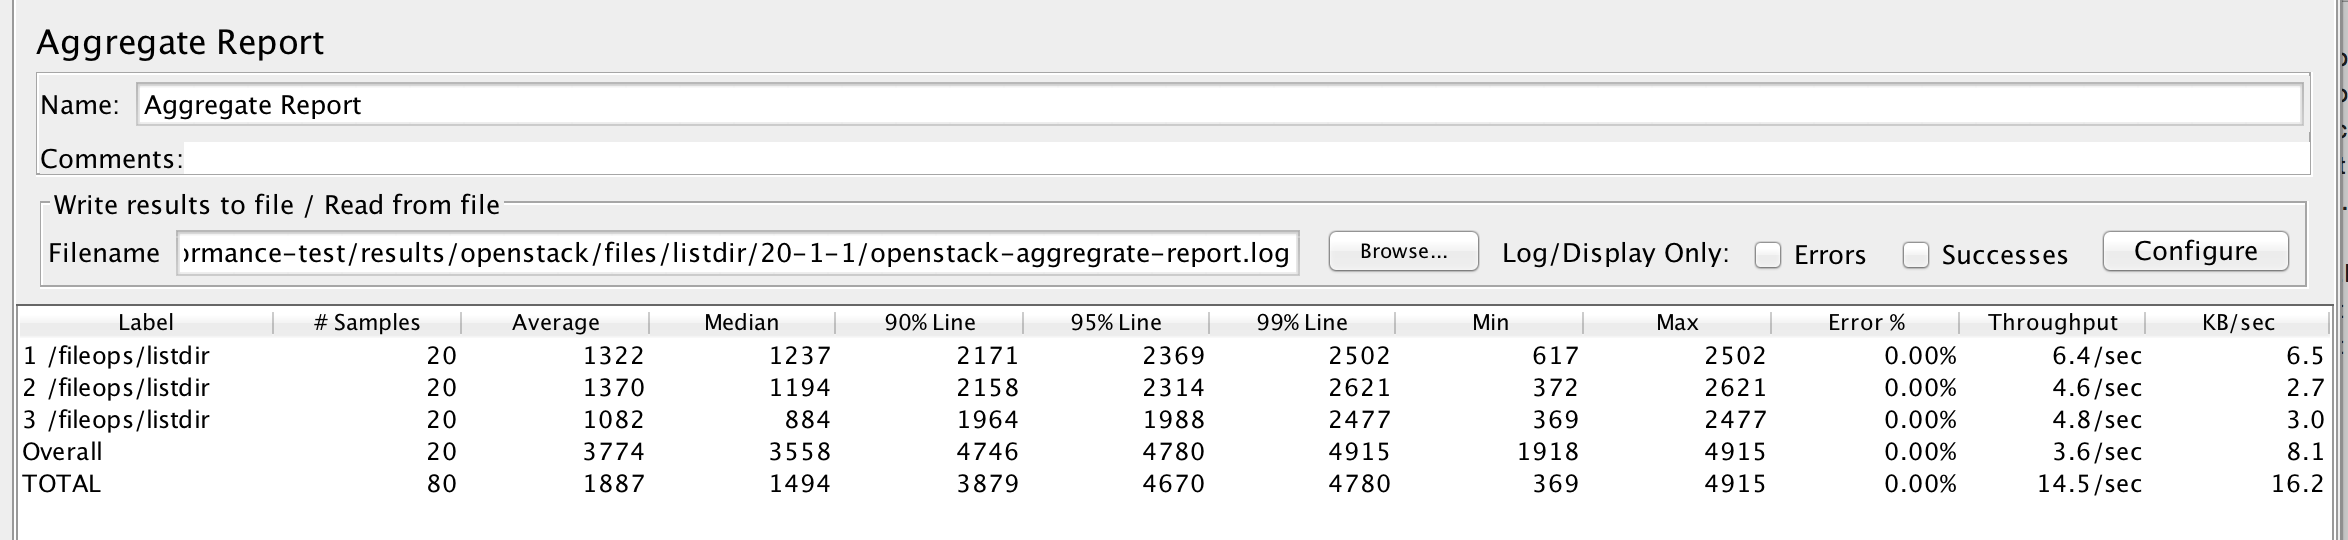 Aggregate Report
Name: Aggregate Report
Comments:
Write results to file / Read from file
Filename ormance-test/results/openstack/files/listdir/20-1-1/openstack-aggregrate-report.log Browse... Log/Display Only: Errors Successes Configure
Label # Samples Average Median 90% Line 95% Line 99% Line Min Max Error % Throughput KB/sec
1 /fileops/listdir 20 1322 1237 2171 2369 2502 617 2502 0.00% 6.4/sec 6.5
2 /fileops/listdir 20 1370 1194 2158 2314 2621 372 2621 0.00% 4.6/sec 2.7
3 /fileops/listdir 20 1082 884 1964 1988 2477 369 2477 0.00% 4.8/sec 3.0
Overall 20 3774 3558 4746 4780 4915 1918 4915 0.00% 3.6/sec 8.1
TOTAL 80 1887 1494 3879 4670 4780 369 4915 0.00% 14.5/sec 16.2